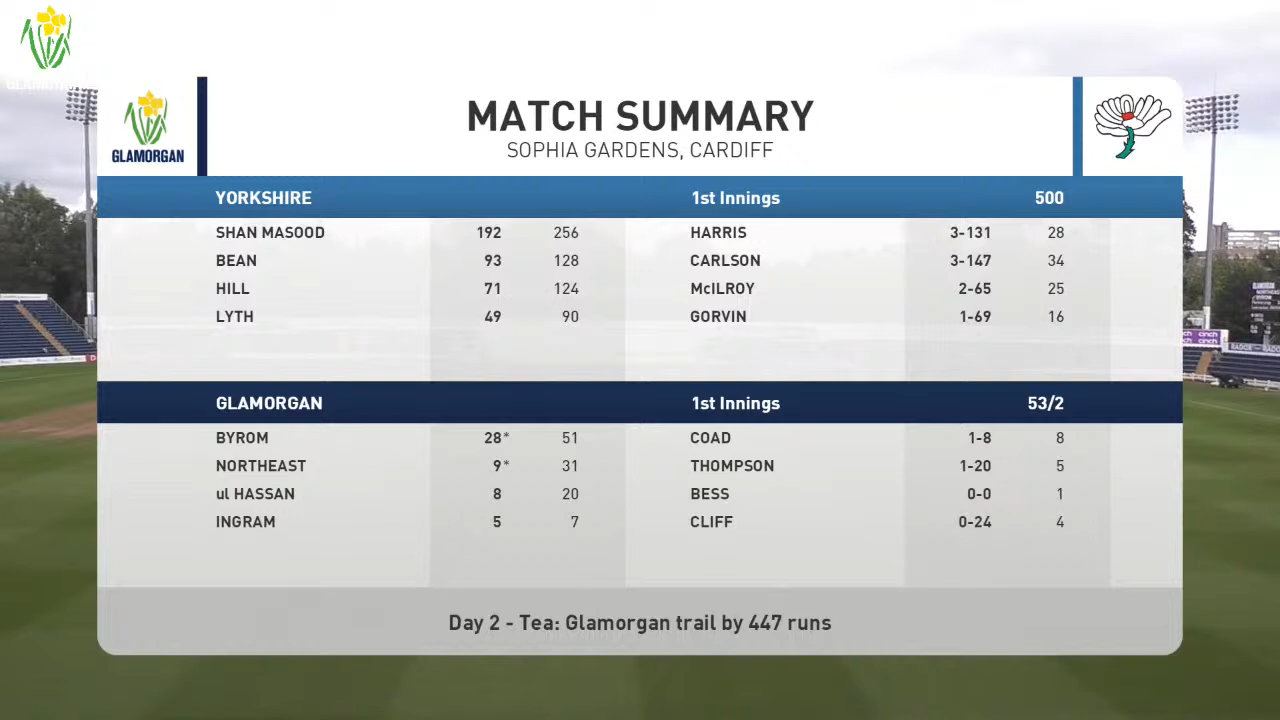 MATCH SUMMARY
SOPHIA GARDENS, CARDIFF
GLAMORGAN
YORKSHIRE 1st Innings 500
SHAN MASOOD 192 256 HARRIS 3-131 28
BEAN 93 128 CARLSON 3-147 34
HILL 71 124 McILROY 2-65 25
LYTH 49 90 GORVIN 1-69 16
GLAMORGAN 1st Innings 53/2
BYROM 28* 51 COAD 1-8 8
NORTHEAST 9* 31 THOMPSON 1-20 5
ul HASSAN 8 20 BESS 0-0 1
INGRAM 5 7 CLIFF 0-24 4
Day 2 - Tea: Glamorgan trail by 447 runs
cinch
cinch